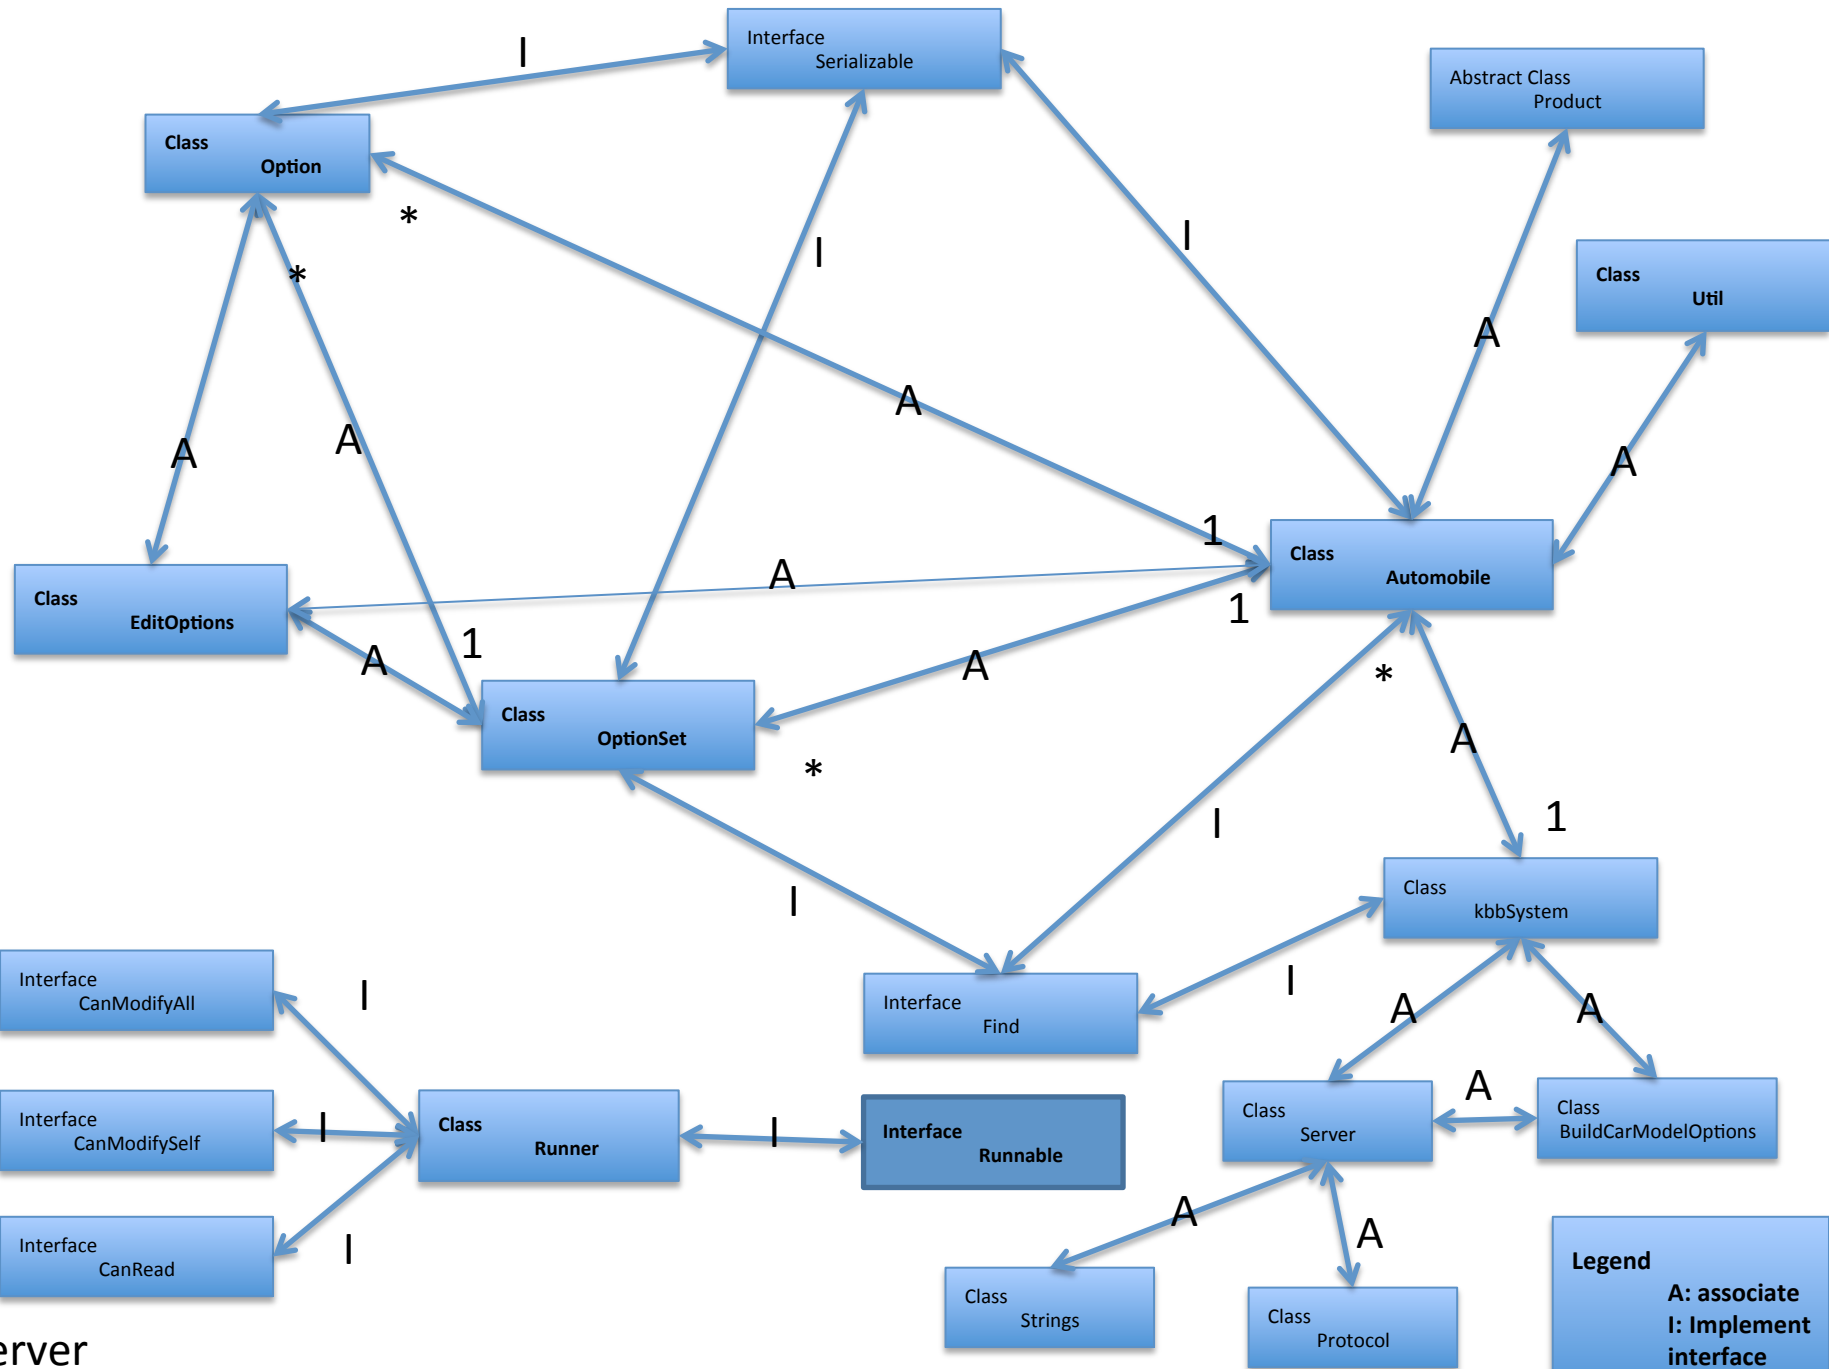 Interface
Serializable
I
Abstract Class
Product
Class
Option
*
I
I
Class
Util
*
A
A
A
A
A
1
Class
Automobile
A
Class
EditOptions
1
1
A
A
*
Class
OptionSet
*
A
1
I
I
Class
kbbSystem
Interface
CanModifyAll
I
Interface
Find
I
A
A
Interface
CanModifySelf
I
Class
Runner
I
Interface
Runnable
Class
Server
A
Class
BuildCarModelOptions
Interface
CanRead
I
A
A
Class
Strings
Class
Protocol
Legend
A: associate
I: Implement
interface
erver